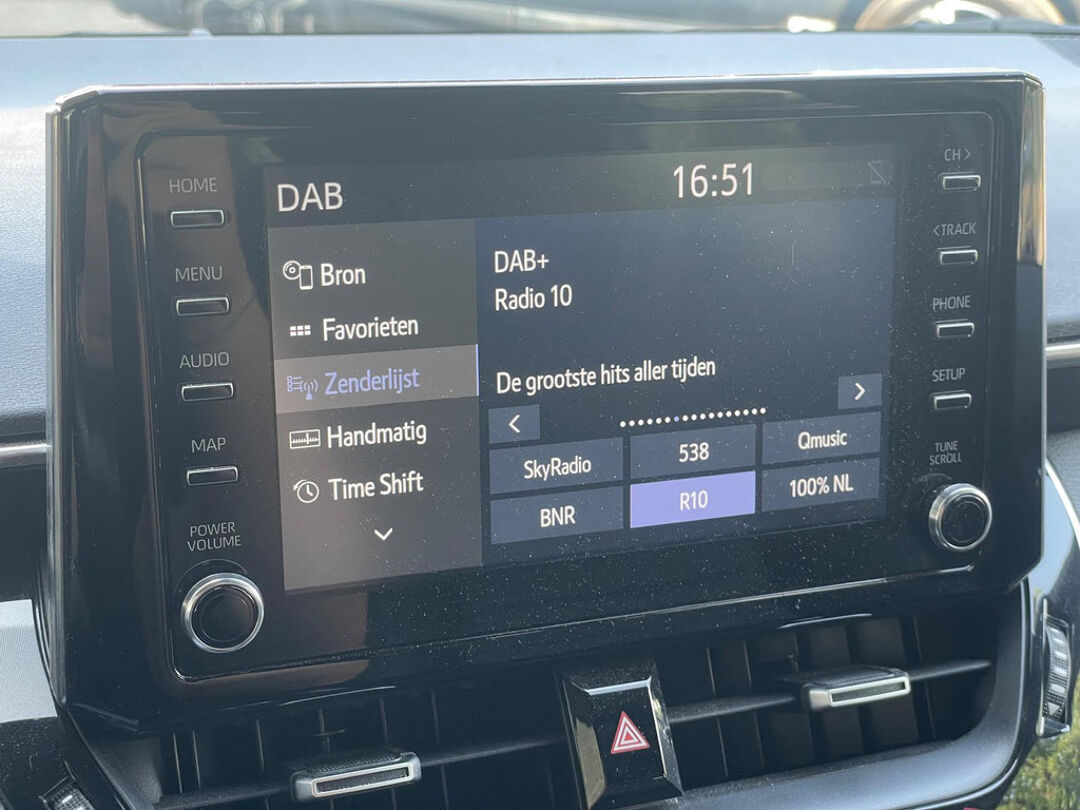 HOME
MENU
AUDIO
MAP
POWER
VOLUME
DAB
16:51
Bron
Favorieten
Zenderlijst
Handmatig
Time Shift
DAB+
Radio 10
De grootste hits aller tijden
SkyRadio
538
Qmusic
BNR
R10
100% NL
CH >
< TRACK
PHONE
SETUP
TUNE
SCROLL